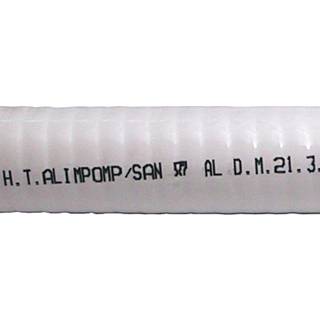 H.T.ALIMPOMP/SAN AL D.M.21.3.